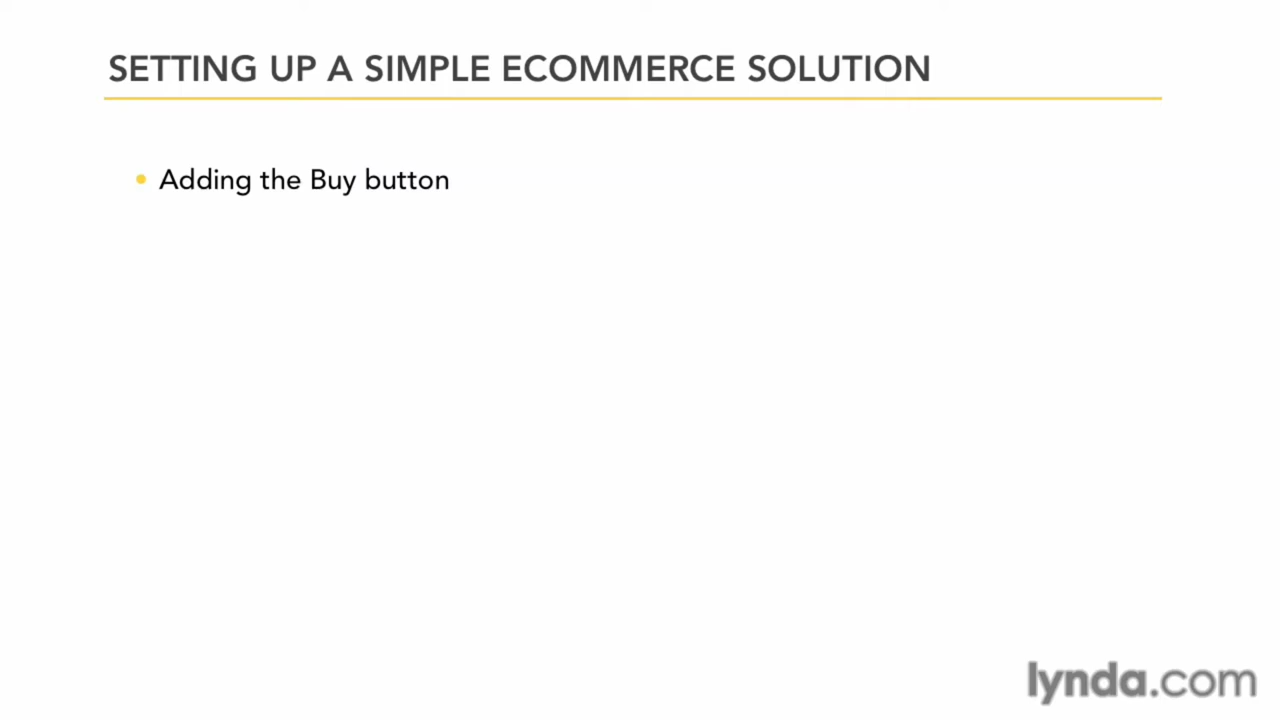 SETTING UP A SIMPLE ECOMMERCE SOLUTION
• Adding the Buy button
lynda.com